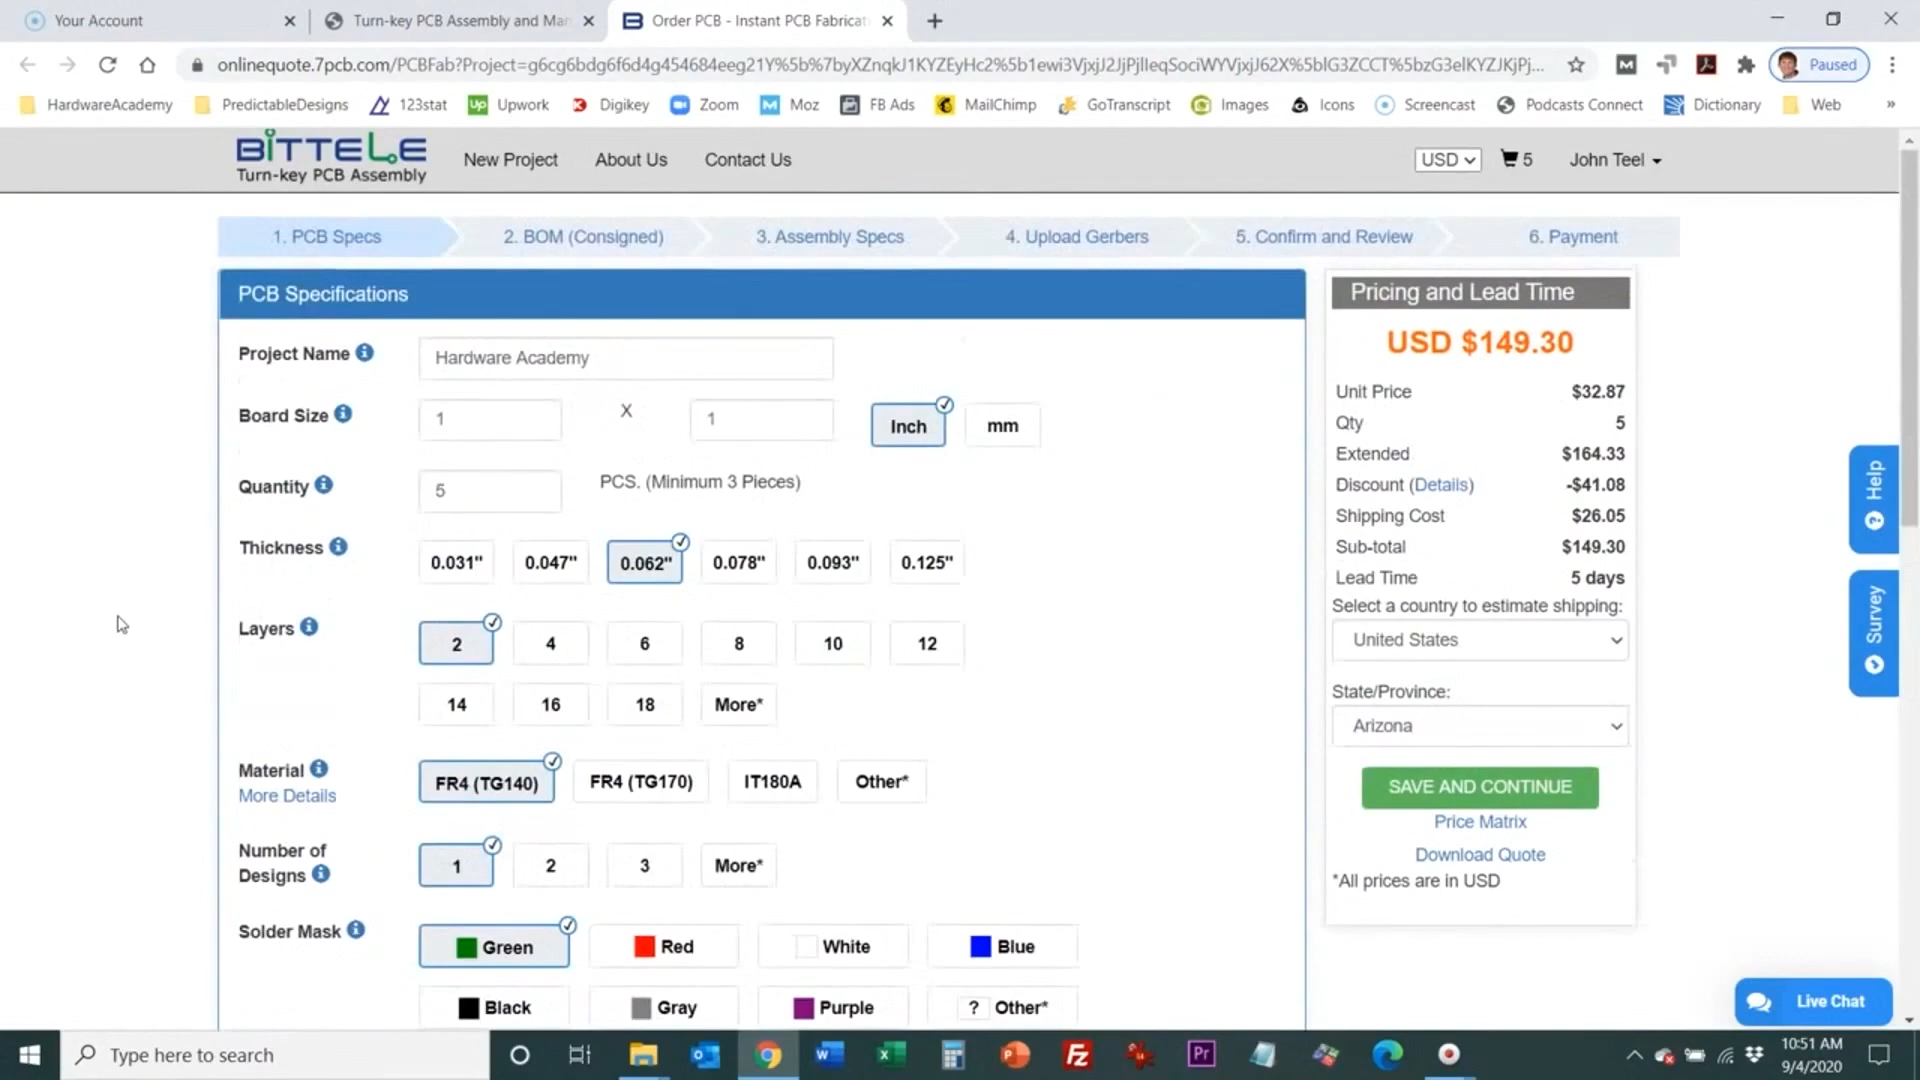 Your Account
Turn-key PCB Assembly and Man
Order PCB - Instant PCB Fabricat
onlinequote.7pcb.com/PCBFab?Project=g6cg6bdg6f6d4g454684eeg21Y%5b%7byXZnqkJ1KYZEyHc2%5b1ewi3VjxjJ2JjPjlIeqSociWYVjxjJ62X%5blG3ZCCT%5bzG3elKYZJKjPj...
Paused
HardwareAcademy
PredictableDesigns
123stat
Up Upwork
Digikey
Zoom
M Moz
FB Ads
MailChimp
GoTranscript
Images
Icons
Screencast
Podcasts Connect
Dictionary
Web
»
BITTELE
Turn-key PCB Assembly
New Project
About Us
Contact Us
USD
5
John Teel
1. PCB Specs
2. BOM (Consigned)
3. Assembly Specs
4. Upload Gerbers
5. Confirm and Review
6. Payment
PCB Specifications
Project Name
Hardware Academy
Board Size
1 X 1
Inch
mm
Quantity
5
PCS. (Minimum 3 Pieces)
Thickness
0.031" 0.047" 0.062" 0.078" 0.093" 0.125"
Layers
2 4 6 8 10 12
14 16 18 More*
Material
More Details
FR4 (TG140) FR4 (TG170) IT180A Other*
Number of
Designs
1 2 3 More*
Solder Mask
Green Red White Blue
Black Gray Purple ? Other*
Pricing and Lead Time
USD $149.30
Unit Price $32.87
Qty 5
Extended $164.33
Discount (Details) -$41.08
Shipping Cost $26.05
Sub-total $149.30
Lead Time 5 days
Select a country to estimate shipping:
United States
State/Province:
Arizona
SAVE AND CONTINUE
Price Matrix
Download Quote
*All prices are in USD
Help
Survey
Live Chat
Type here to search
10:51 AM
9/4/2020